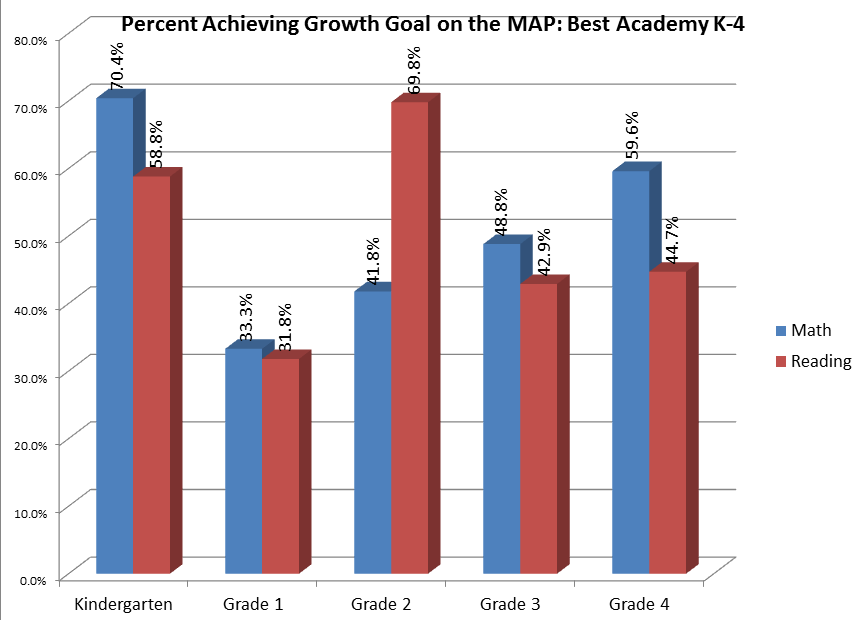 Percent Achieving Growth Goal on the MAP: Best Academy K-4
80.0%
70.0%
60.0%
50.0%
40.0%
30.0%
20.0%
10.0%
0.0%
70.4%
58.8%
33.3%
31.8%
41.8%
69.8%
48.8%
42.9%
59.6%
44.7%
Kindergarten
Grade 1
Grade 2
Grade 3
Grade 4
Math
Reading